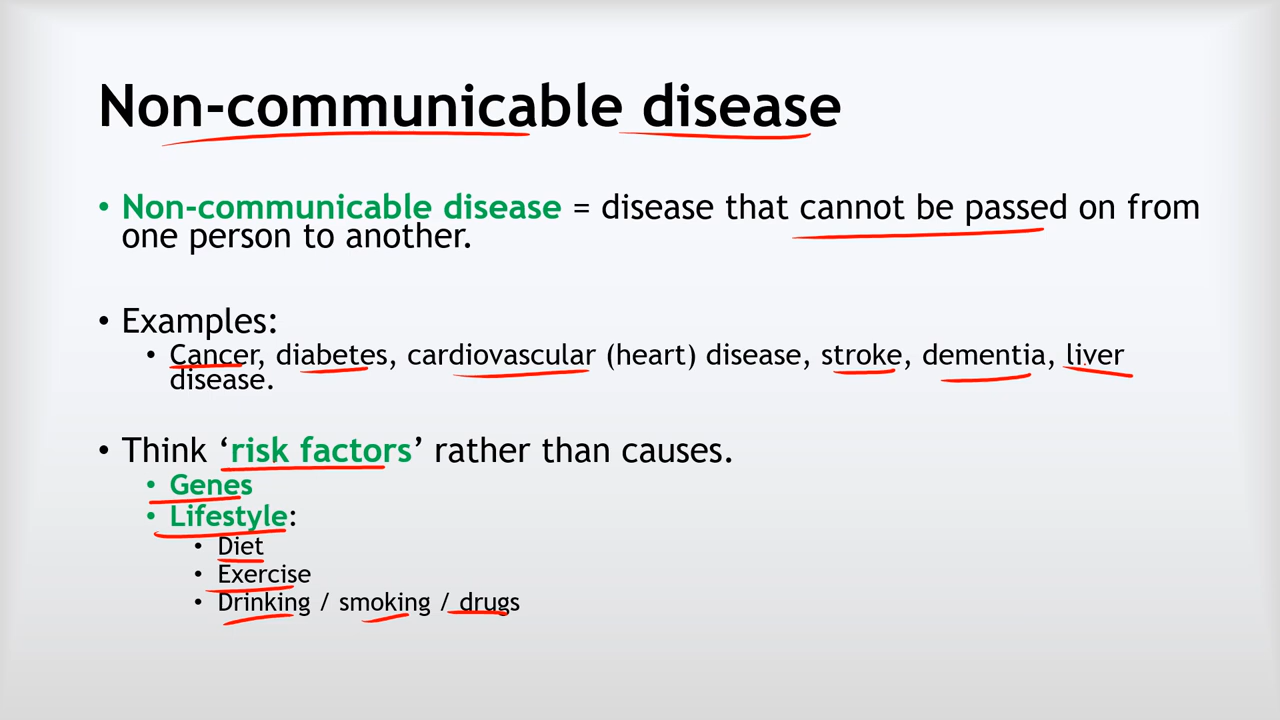 Non-communicable disease
• Non-communicable disease = disease that cannot be passed on from
one person to another.
• Examples:
• Cancer, diabetes, cardiovascular (heart) disease, stroke, dementia, liver
disease.
• Think ‘risk factors’ rather than causes.
• Genes
• Lifestyle:
• Diet
• Exercise
• Drinking / smoking / drugs